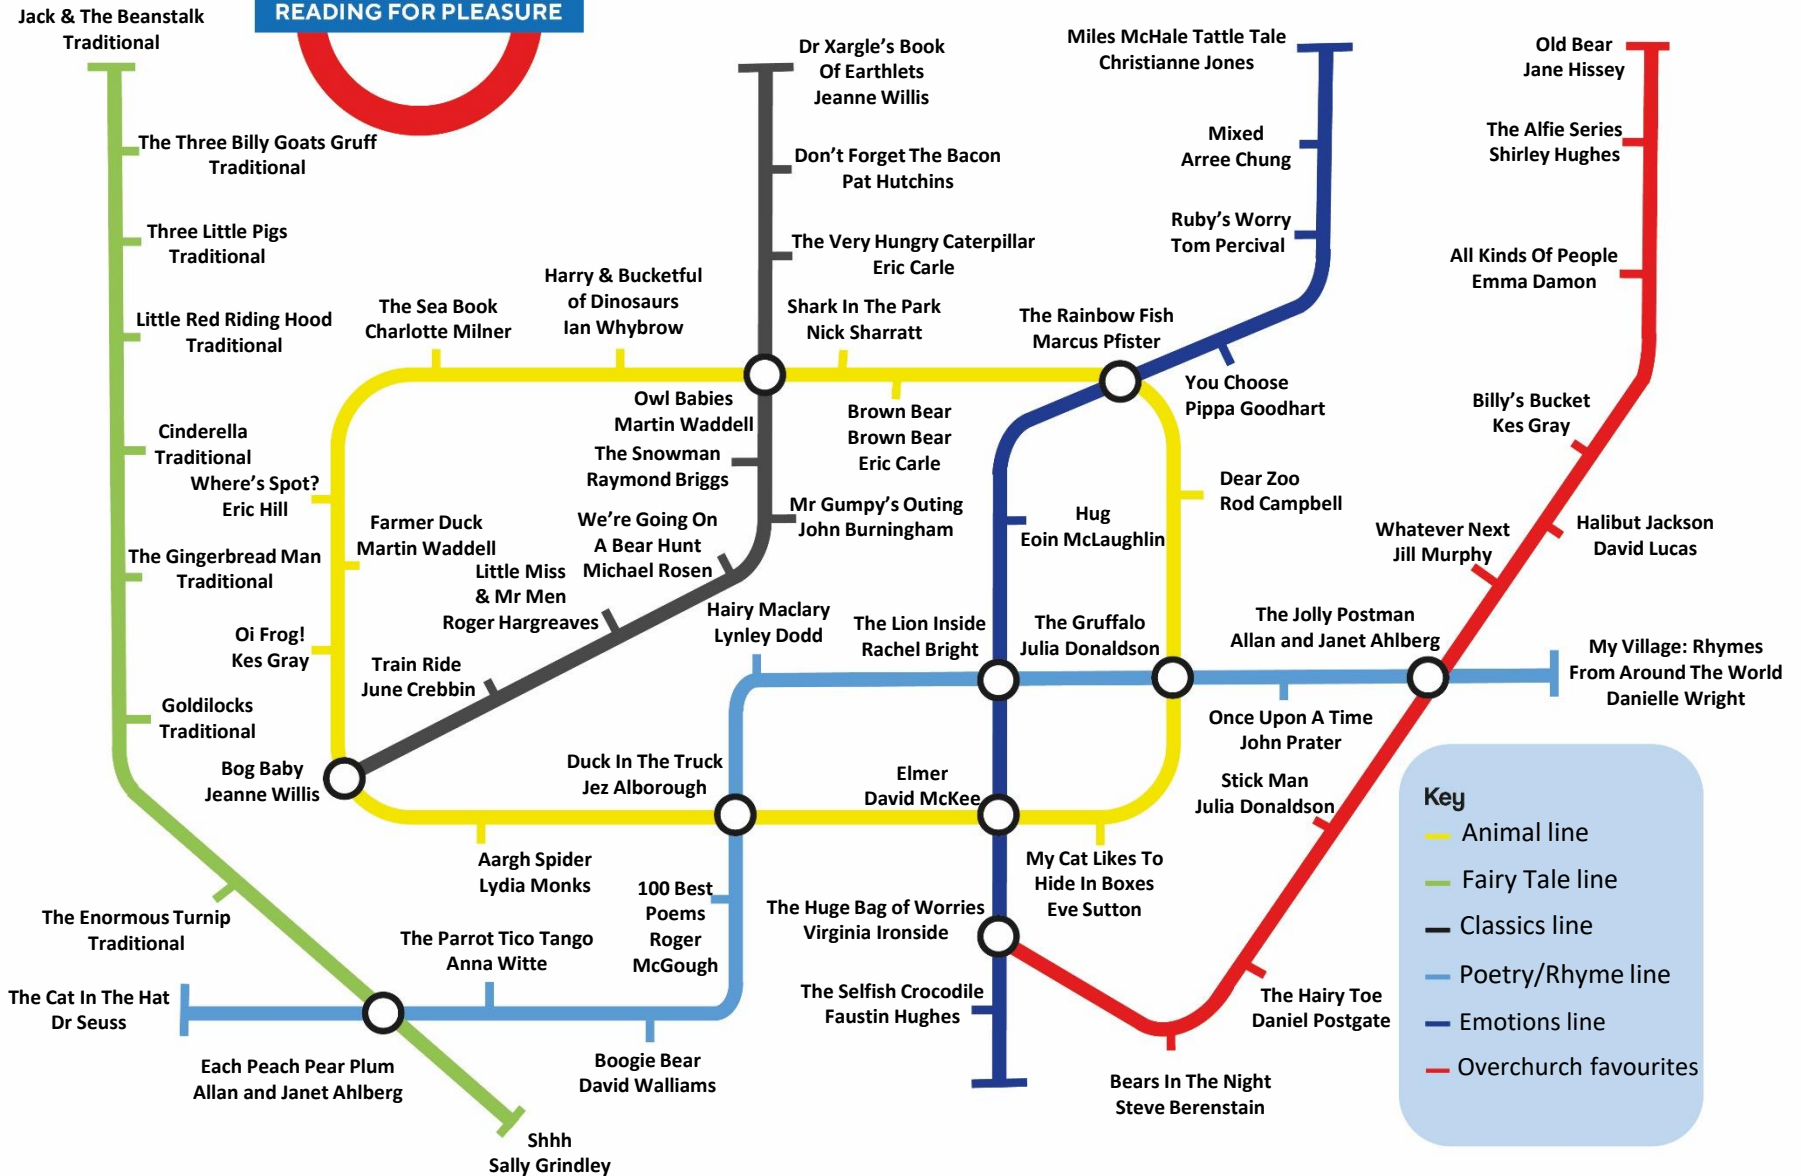 READING FOR PLEASURE
Jack & The Beanstalk
Traditional
The Three Billy Goats Gruff
Traditional
Three Little Pigs
Traditional
Little Red Riding Hood
Traditional
Cinderella
Traditional
The Gingerbread Man
Traditional
Goldilocks
Traditional
The Enormous Turnip
Traditional
Shhh
Sally Grindley
Dr Xargle's Book
Of Earthlets
Jeanne Willis
Don't Forget The Bacon
Pat Hutchins
The Very Hungry Caterpillar
Eric Carle
Owl Babies
Martin Waddell
The Snowman
Raymond Briggs
Mr Gumpy's Outing
John Burningham
We're Going On
A Bear Hunt
Michael Rosen
Little Miss
& Mr Men
Roger Hargreaves
Train Ride
June Crebbin
Bog Baby
Jeanne Willis
The Sea Book
Charlotte Milner
Harry & Bucketful
of Dinosaurs
Ian Whybrow
Shark In The Park
Nick Sharratt
Brown Bear
Brown Bear
Eric Carle
The Rainbow Fish
Marcus Pfister
Dear Zoo
Rod Campbell
Where's Spot?
Eric Hill
Farmer Duck
Martin Waddell
Oi Frog!
Kes Gray
Aargh Spider
Lydia Monks
Duck In The Truck
Jez Alborough
Elmer
David McKee
My Cat Likes To
Hide In Boxes
Eve Sutton
Miles McHale Tattle Tale
Christianne Jones
Mixed
Arree Chung
Ruby's Worry
Tom Percival
You Choose
Pippa Goodhart
Hug
Eoin McLaughlin
The Lion Inside
Rachel Bright
The Huge Bag of Worries
Virginia Ironside
The Selfish Crocodile
Faustin Hughes
Hairy Maclary
Lynley Dodd
The Gruffalo
Julia Donaldson
Once Upon A Time
John Prater
The Jolly Postman
Allan and Janet Ahlberg
My Village: Rhymes
From Around The World
Danielle Wright
100 Best
Poems
Roger
McGough
Boogie Bear
David Walliams
The Parrot Tico Tango
Anna Witte
Each Peach Pear Plum
Allan and Janet Ahlberg
The Cat In The Hat
Dr Seuss
Old Bear
Jane Hissey
The Alfie Series
Shirley Hughes
All Kinds Of People
Emma Damon
Billy's Bucket
Kes Gray
Halibut Jackson
David Lucas
Whatever Next
Jill Murphy
Stick Man
Julia Donaldson
The Hairy Toe
Daniel Postgate
Bears In The Night
Steve Berenstain
Key
Animal line
Fairy Tale line
Classics line
Poetry/Rhyme line
Emotions line
Overchurch favourites